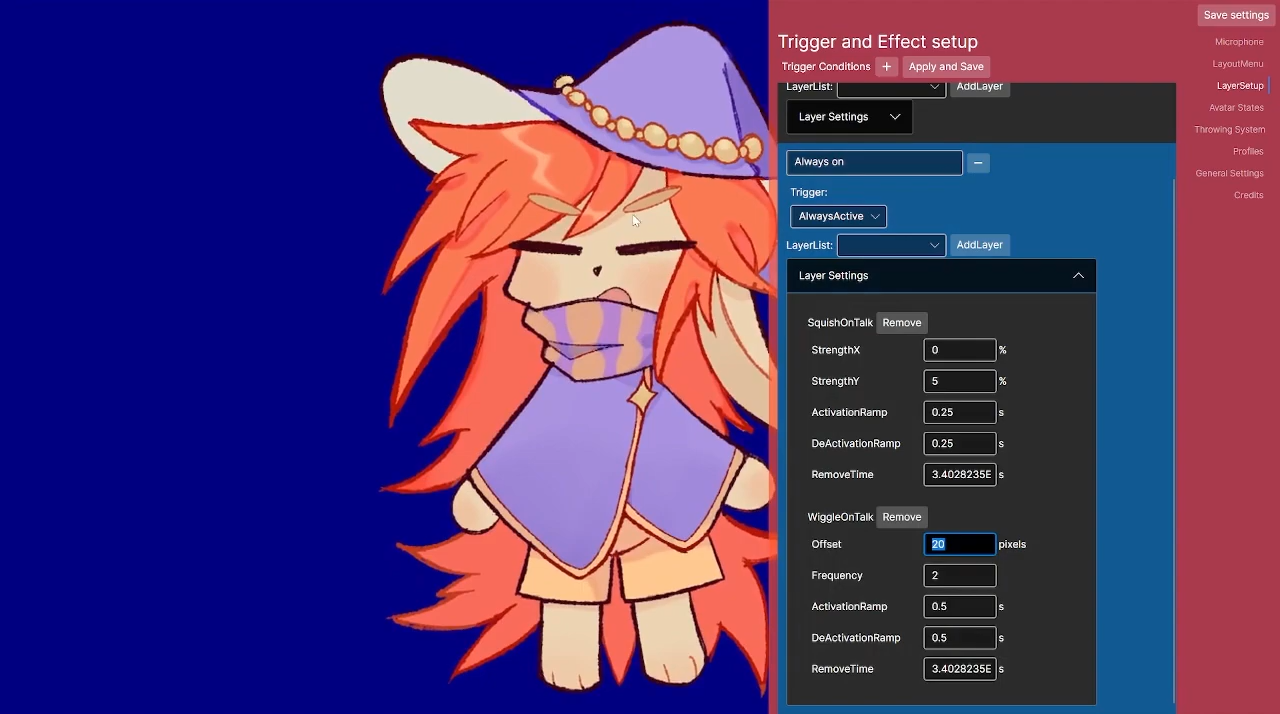 Save settings
Trigger and Effect setup
Microphone
Trigger Conditions + Apply and Save
LayoutMenu
LayerList: AddLayer
LayerSetup
Avatar States
Layer Settings
Throwing System
Profiles
Always on −
General Settings
Trigger:
Credits
AlwaysActive
LayerList: AddLayer
Layer Settings
SquishOnTalk Remove
StrengthX 0 %
StrengthY 5 %
ActivationRamp 0.25 s
DeActivationRamp 0.25 s
RemoveTime 3.4028235E s
WiggleOnTalk Remove
Offset 20 pixels
Frequency 2
ActivationRamp 0.5 s
DeActivationRamp 0.5 s
RemoveTime 3.4028235E s